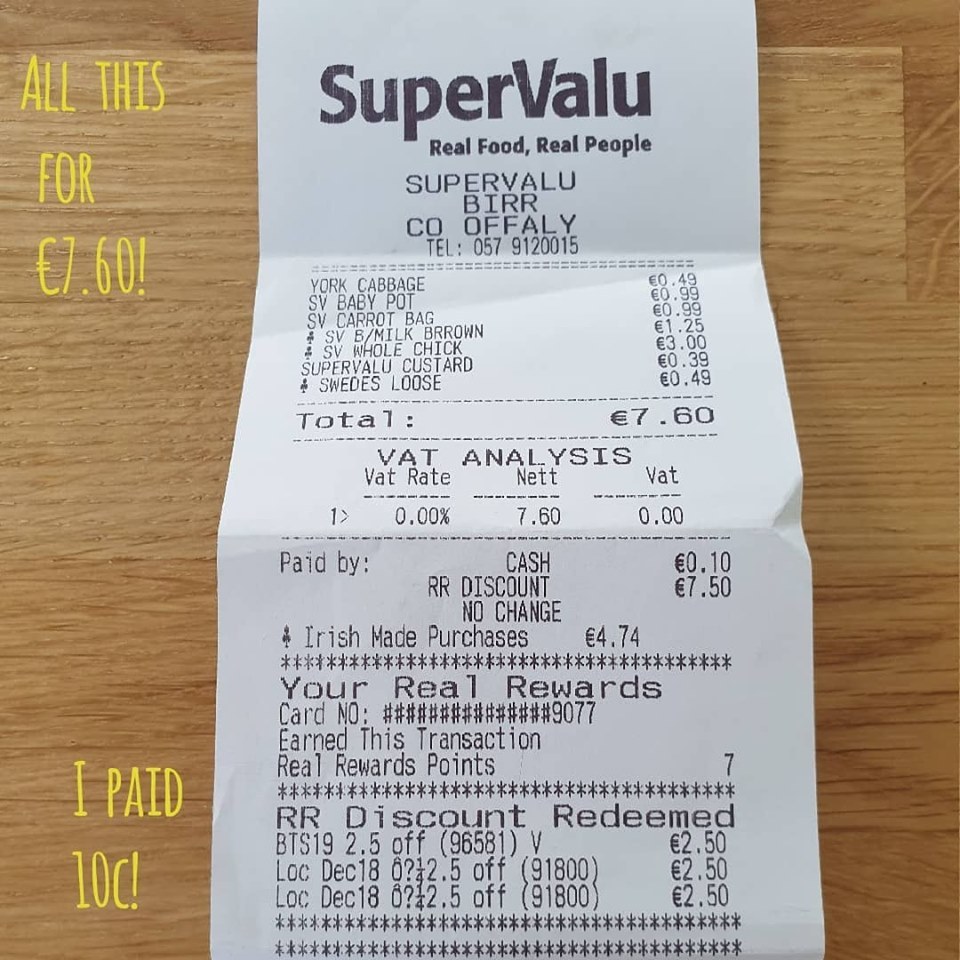 ALL THIS
FOR
€7.60!
SuperValu
Real Food, Real People
SUPERVALU
BIRR
CO OFFALY
TEL: 057 9120015
YORK CABBAGE €0.49
SV BABY POT €0.99
SV CARROT BAG €0.99
♣ SV B/MILK BRROWN €1.25
♣ SV WHOLE CHICK €3.00
SUPERVALU CUSTARD €0.39
♣ SWEDES LOOSE €0.49
Total: €7.60
VAT ANALYSIS
Vat Rate Nett Vat
1> 0.00% 7.60 0.00
Paid by: CASH €0.10
RR DISCOUNT €7.50
NO CHANGE
♣ Irish Made Purchases €4.74
****************************************
Your Real Rewards
Card NO: ###############9077
Earned This Transaction
Real Rewards Points 7
****************************************
RR Discount Redeemed
BTS19 2.5 off (96581) V €2.50
Loc Dec18 ô?½2.5 off (91800) €2.50
Loc Dec18 ô?½2.5 off (91800) €2.50
****************************************
****************************************
I PAID
10C!